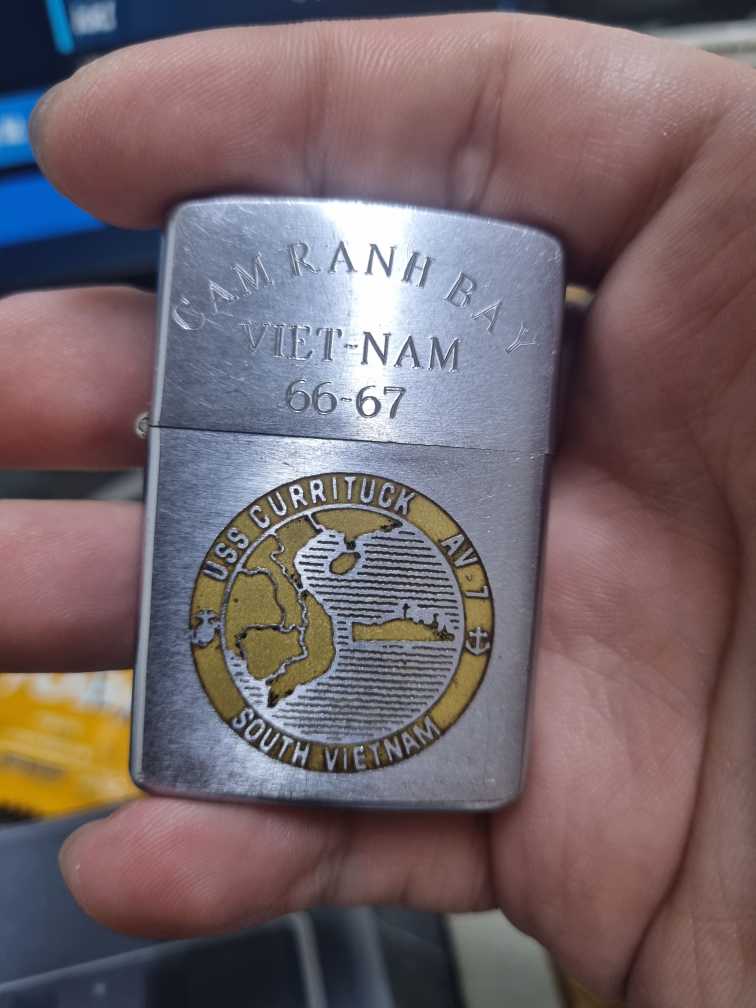 CAM RANH BAY
VIET-NAM
66-67
USS CURRITUCK AV-7
SOUTH VIETNAM